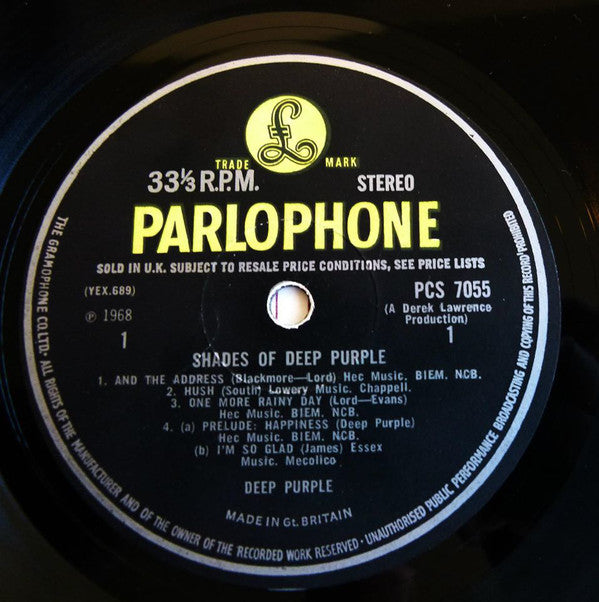 £
TRADE MARK
33⅓ R.P.M. STEREO
PARLOPHONE
SOLD IN U.K. SUBJECT TO RESALE PRICE CONDITIONS, SEE PRICE LISTS
(YEX.689) PCS 7055
℗ 1968 (A Derek Lawrence
Production)
1 1
SHADES OF DEEP PURPLE
1. AND THE ADDRESS (Blackmore—Lord) Hec Music. BIEM. NCB.
2. HUSH (South) Lowery Music. Chappell.
3. ONE MORE RAINY DAY (Lord—Evans)
Hec Music. BIEM. NCB.
4. (a) PRELUDE: HAPPINESS (Deep Purple)
Hec Music. BIEM. NCB.
(b) I'M SO GLAD (James) Essex
Music. Mecolico
DEEP PURPLE
MADE IN Gt. BRITAIN
THE GRAMOPHONE CO. LTD. · ALL RIGHTS OF THE MANUFACTURER AND OF THE OWNER OF THE RECORDED WORK RESERVED · UNAUTHORISED PUBLIC PERFORMANCE BROADCASTING AND COPYING OF THIS RECORD PROHIBITED